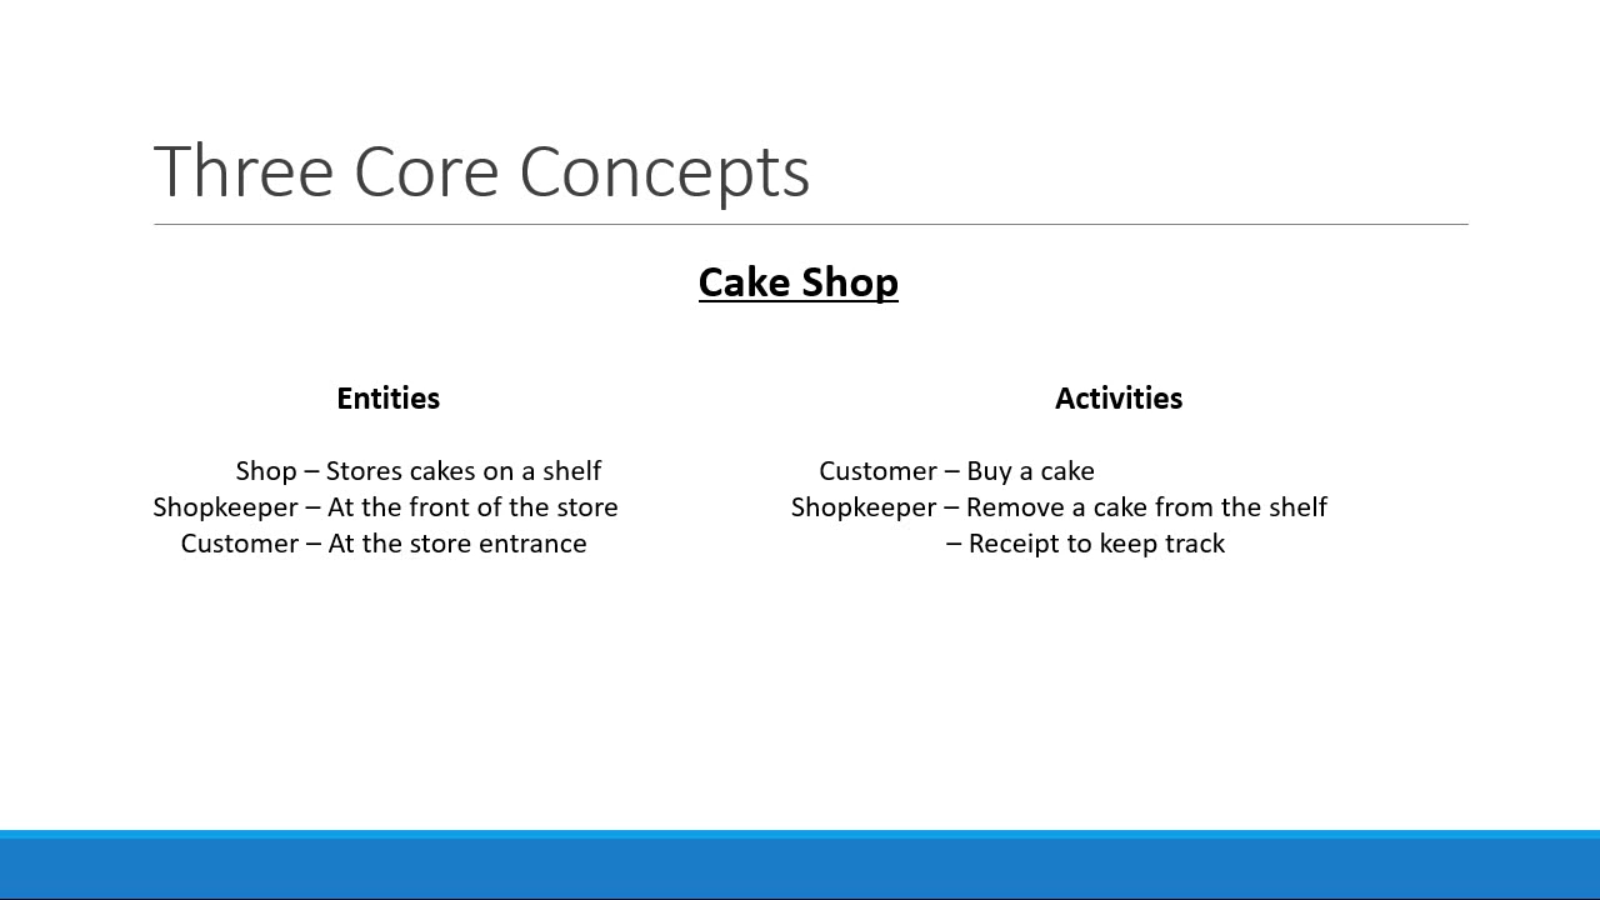 Three Core Concepts
Cake Shop
Entities
Shop – Stores cakes on a shelf
Shopkeeper – At the front of the store
Customer – At the store entrance
Activities
Customer – Buy a cake
Shopkeeper – Remove a cake from the shelf
– Receipt to keep track